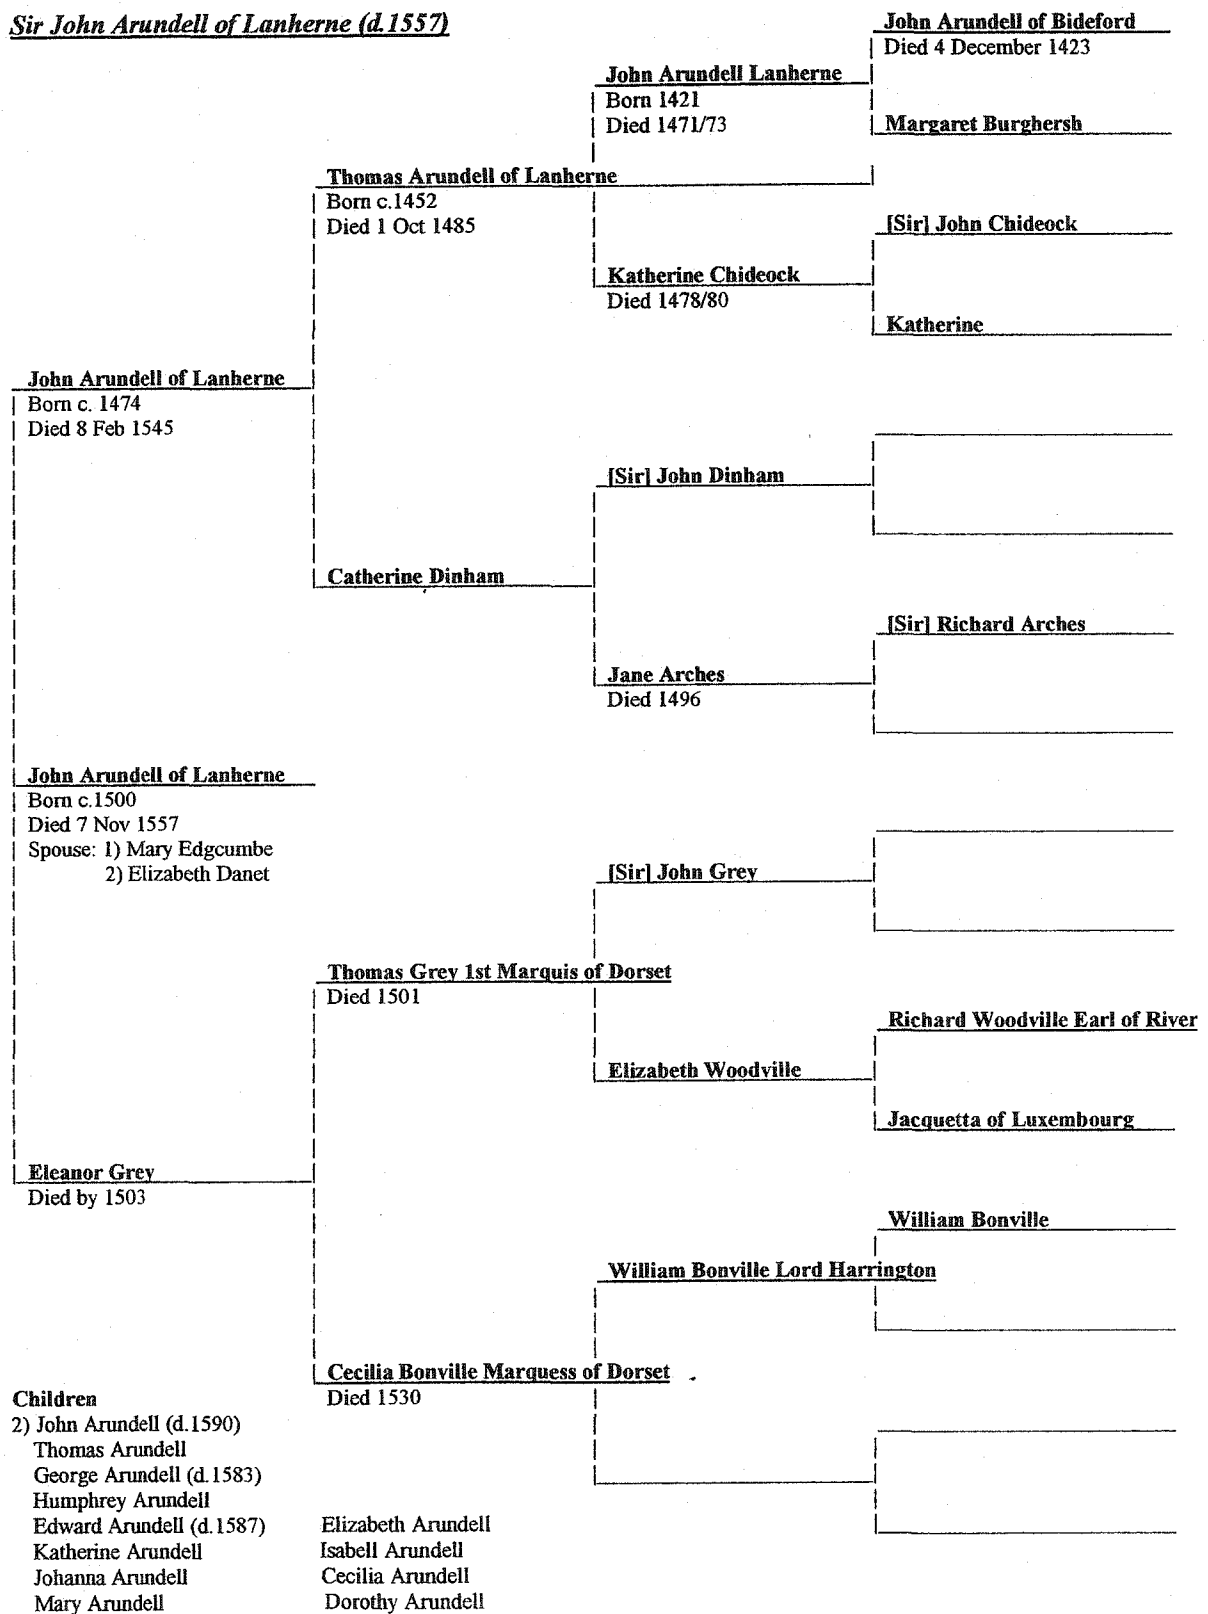 Sir John Arundell of Lanherne (d.1557)
John Arundell of Bideford
Died 4 December 1423
John Arundell Lanherne
Born 1421
Died 1471/73
Margaret Burghersh
Thomas Arundell of Lanherne
Born c.1452
Died 1 Oct 1485
[Sir] John Chideock
Katherine Chideock
Died 1478/80
Katherine
John Arundell of Lanherne
Born c. 1474
Died 8 Feb 1545
[Sir] John Dinham
Catherine Dinham
[Sir] Richard Arches
Jane Arches
Died 1496
John Arundell of Lanherne
Born c.1500
Died 7 Nov 1557
Spouse: 1) Mary Edgcumbe
2) Elizabeth Danet
[Sir] John Grey
Thomas Grey 1st Marquis of Dorset
Died 1501
Richard Woodville Earl of River
Elizabeth Woodville
Jacquetta of Luxembourg
Eleanor Grey
Died by 1503
William Bonville
William Bonville Lord Harrington
Cecilia Bonville Marquess of Dorset
Died 1530
Children
2) John Arundell (d.1590)
Thomas Arundell
George Arundell (d.1583)
Humphrey Arundell
Edward Arundell (d.1587)
Katherine Arundell
Johanna Arundell
Mary Arundell
Elizabeth Arundell
Isabell Arundell
Cecilia Arundell
Dorothy Arundell